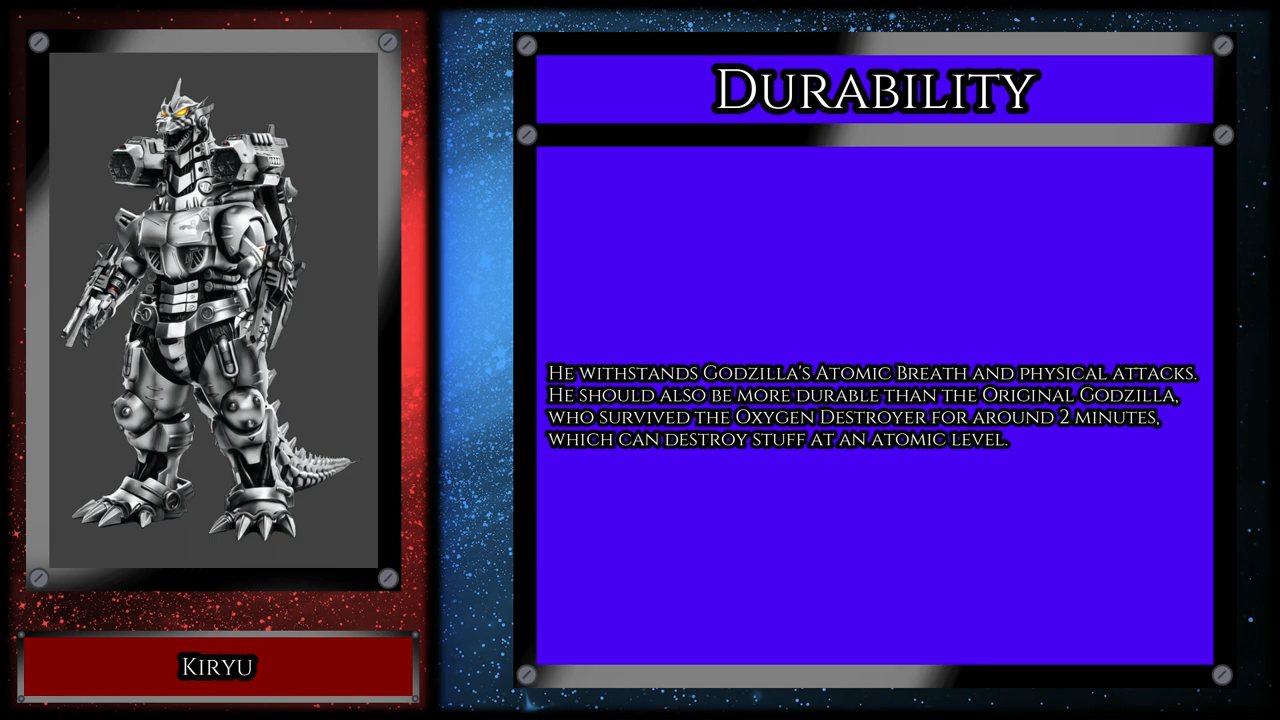 Durability
He withstands Godzilla's Atomic Breath and physical attacks.
He should also be more durable than the Original Godzilla,
who survived the Oxygen Destroyer for around 2 minutes,
which can destroy stuff at an atomic level.
Kiryu